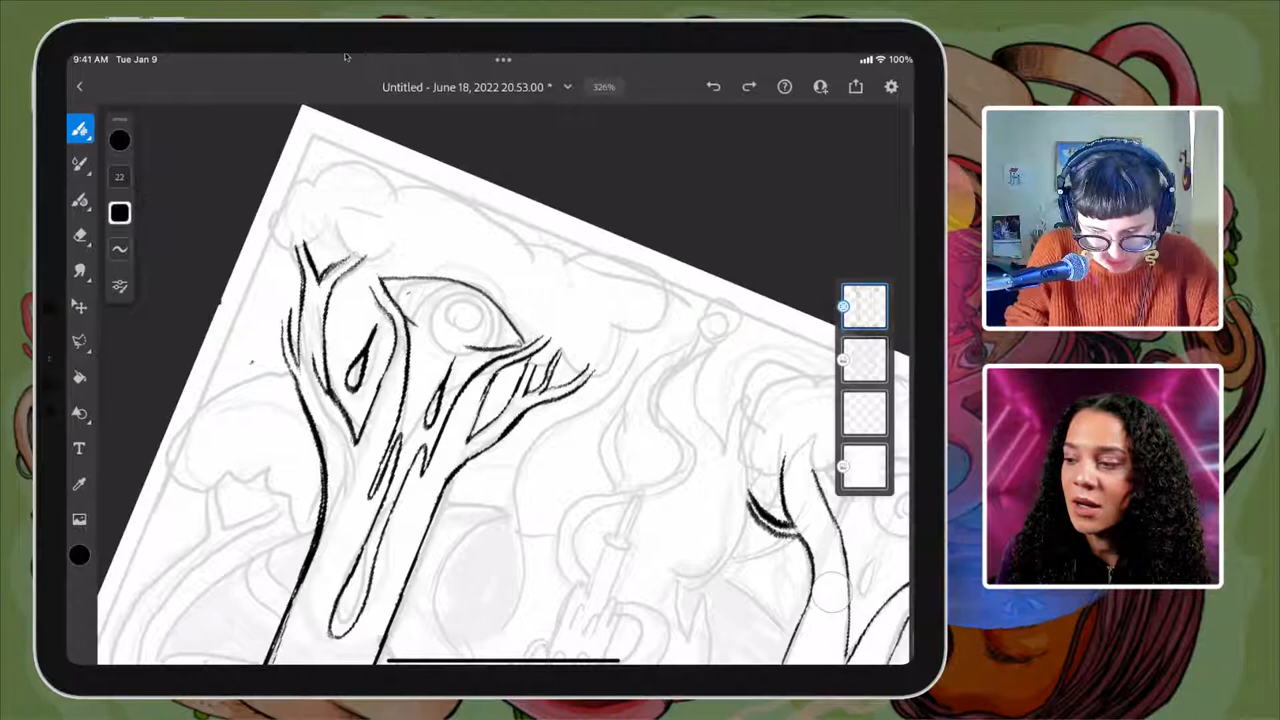 9:41 AM Tue Jan 9
100%
Untitled - June 18, 2022 20.53.00 *
326%
22
T